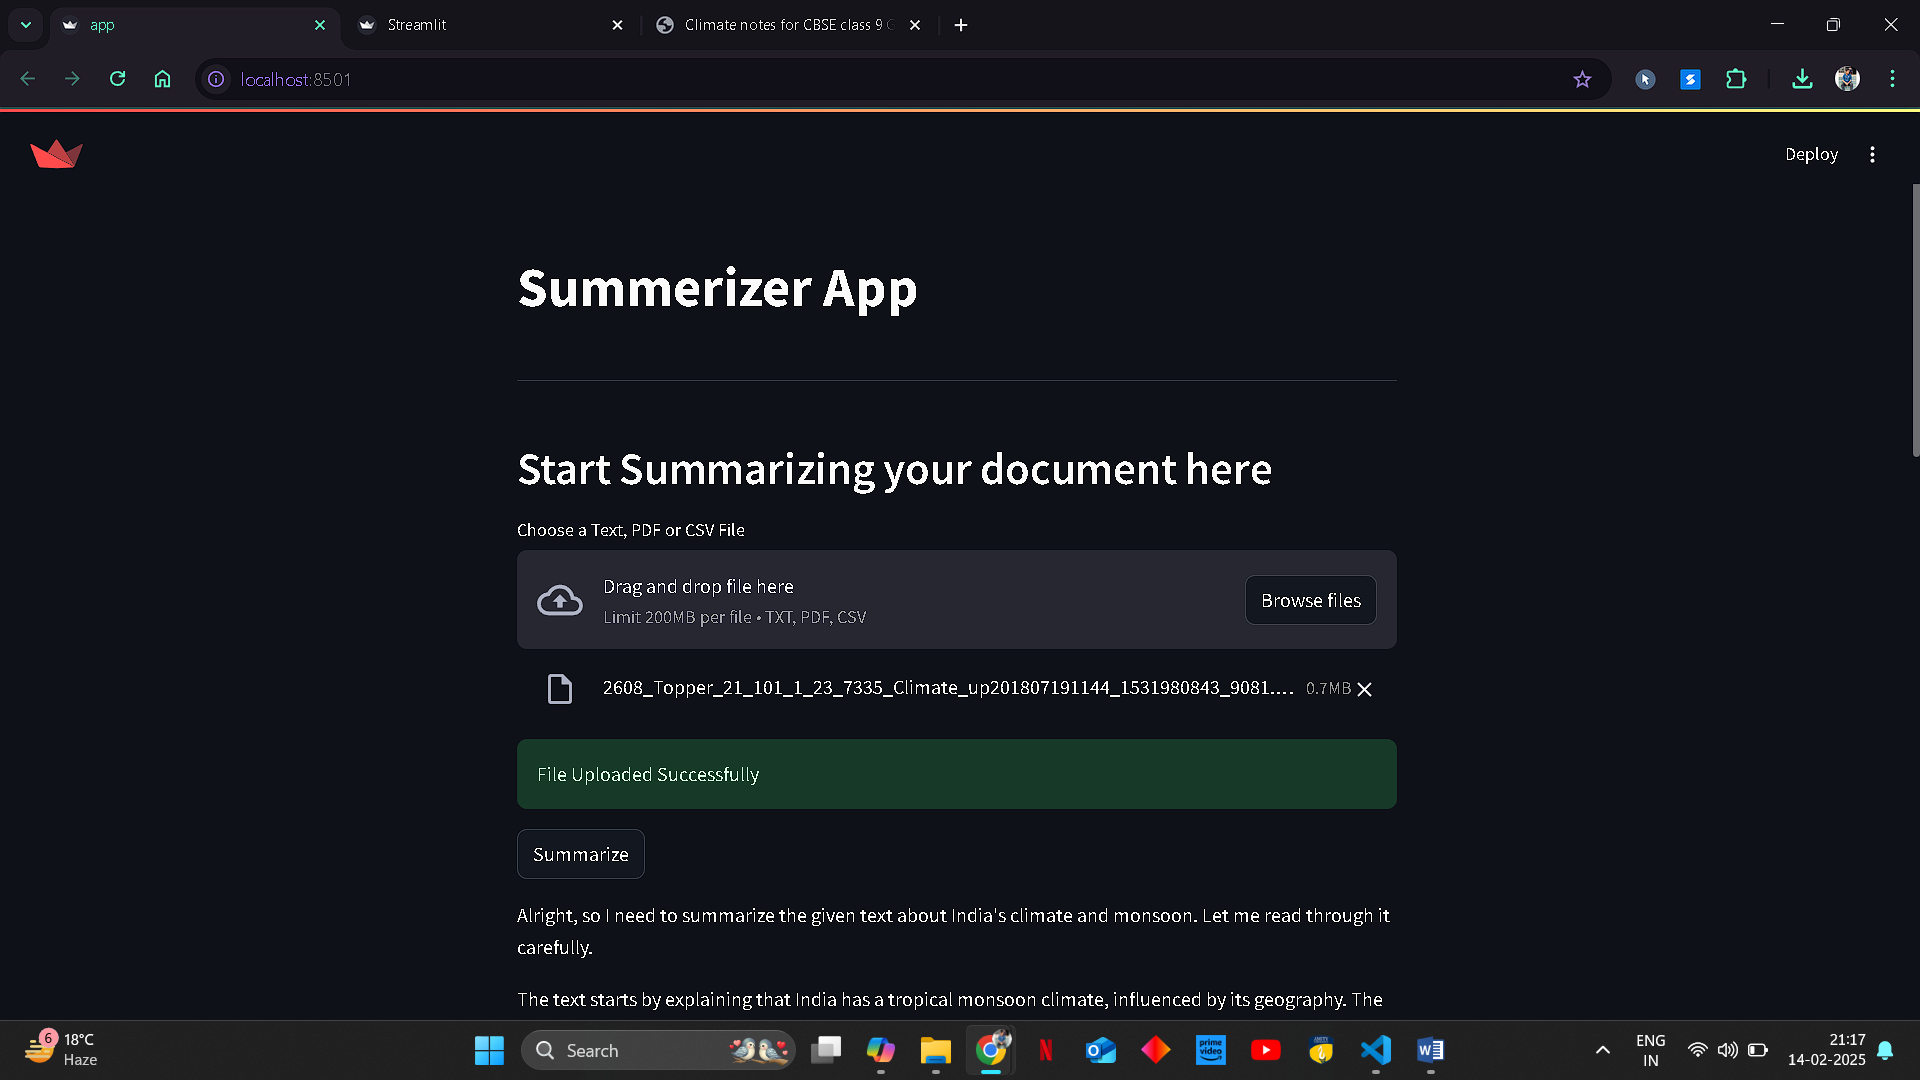 app
Streamlit
Climate notes for CBSE class 9 G
localhost:8501
Deploy
Summerizer App
Start Summarizing your document here
Choose a Text, PDF or CSV File
Drag and drop file here
Limit 200MB per file • TXT, PDF, CSV
Browse files
2608_Topper_21_101_1_23_7335_Climate_up201807191144_1531980843_9081....
0.7MB
File Uploaded Successfully
Summarize
Alright, so I need to summarize the given text about India's climate and monsoon. Let me read through it
carefully.
The text starts by explaining that India has a tropical monsoon climate, influenced by its geography. The
6
18°C
Haze
Search
prime
video
ENG
IN
21:17
14-02-2025